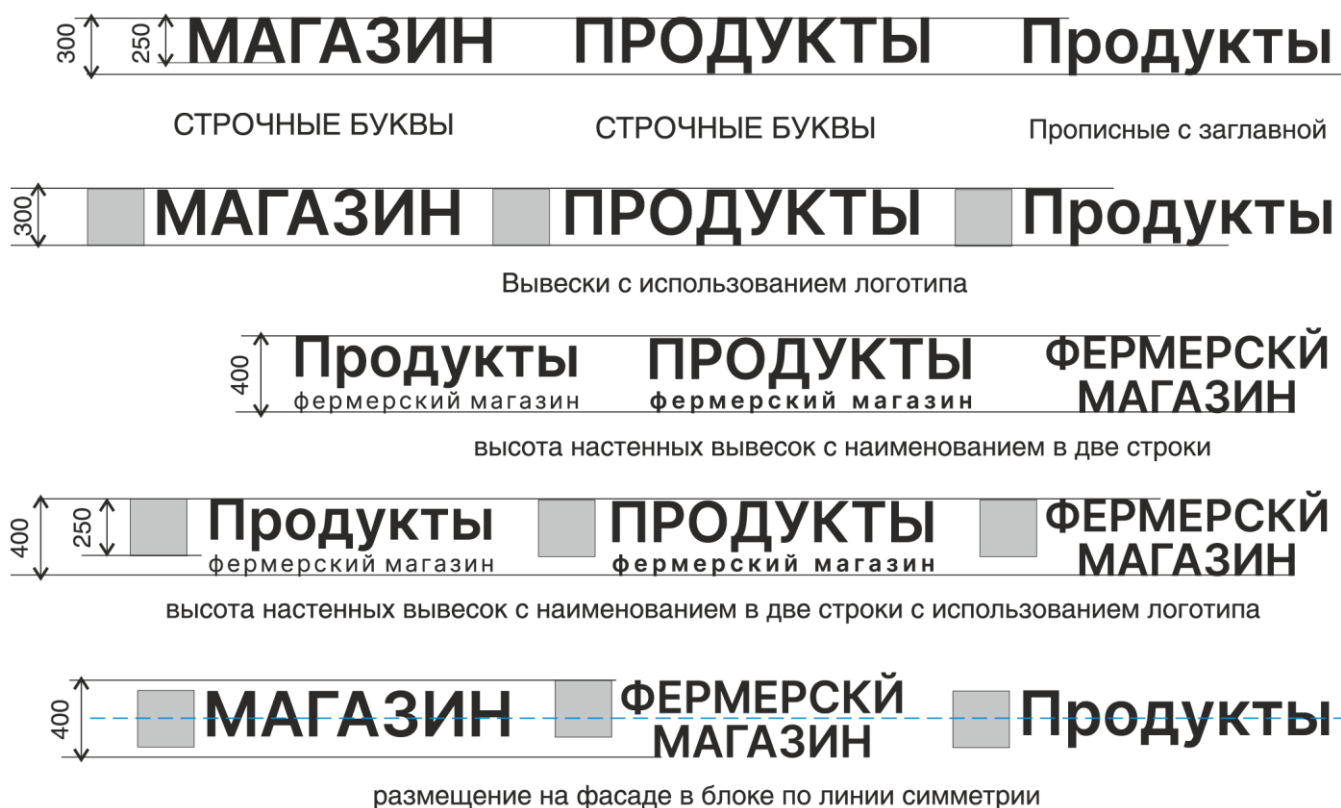 300 250 МАГАЗИН ПРОДУКТЫ Продукты
СТРОЧНЫЕ БУКВЫ СТРОЧНЫЕ БУКВЫ Прописные с заглавной
300 МАГАЗИН ПРОДУКТЫ Продукты
Вывески с использованием логотипа
400 Продукты ПРОДУКТЫ ФЕРМЕРСКЙ
фермерский магазин фермерский магазин МАГАЗИН
высота настенных вывесок с наименованием в две строки
400 250 Продукты ПРОДУКТЫ ФЕРМЕРСКЙ
фермерский магазин фермерский магазин МАГАЗИН
высота настенных вывесок с наименованием в две строки с использованием логотипа
400 МАГАЗИН ФЕРМЕРСКЙ Продукты
МАГАЗИН
размещение на фасаде в блоке по линии симметрии